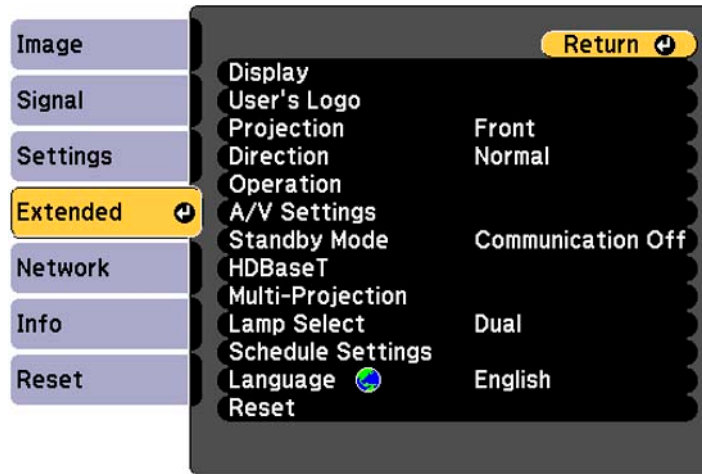 Image
Signal
Settings
Extended
Network
Info
Reset
Return
Display
User's Logo
Projection Front
Direction Normal
Operation
A/V Settings
Standby Mode Communication Off
HDBaseT
Multi-Projection
Lamp Select Dual
Schedule Settings
Language English
Reset